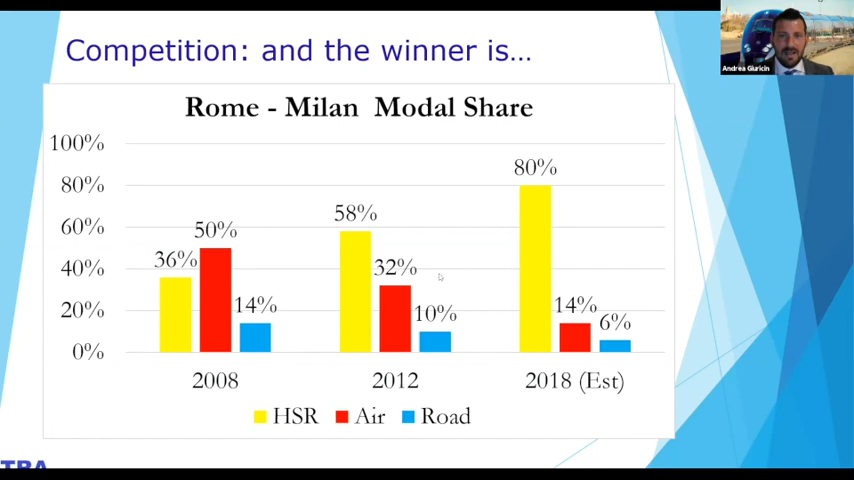 Competition: and the winner is…
Andrea Giuricin
Rome - Milan Modal Share
100%
80%
60%
40%
20%
0%
36%
50%
14%
58%
32%
10%
80%
14%
6%
2008
2012
2018 (Est)
HSR
Air
Road
TRA